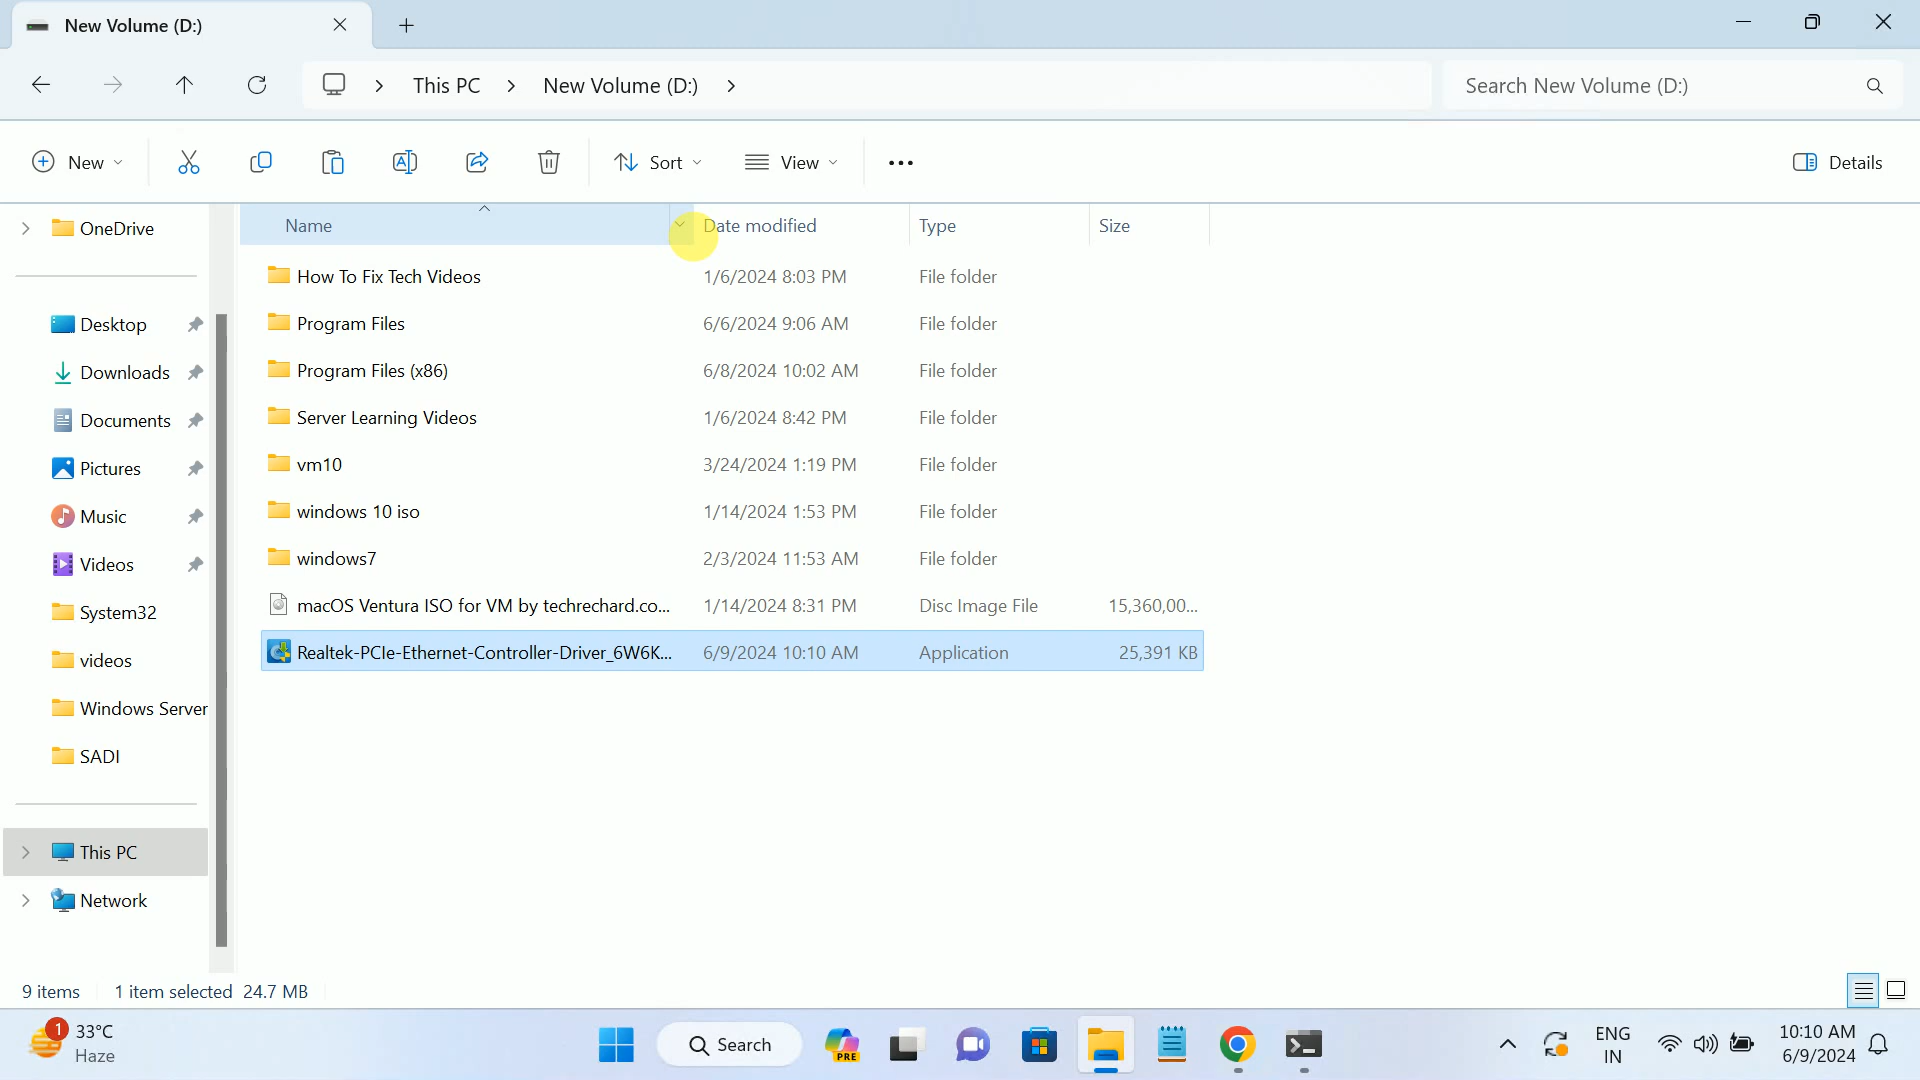 New Volume (D:)
This PC > New Volume (D:) >
Search New Volume (D:)
New
Sort
View
Details
Name
Date modified
Type
Size
OneDrive
Desktop
Downloads
Documents
Pictures
Music
Videos
System32
videos
Windows Server
SADI
This PC
Network
How To Fix Tech Videos 1/6/2024 8:03 PM File folder
Program Files 6/6/2024 9:06 AM File folder
Program Files (x86) 6/8/2024 10:02 AM File folder
Server Learning Videos 1/6/2024 8:42 PM File folder
vm10 3/24/2024 1:19 PM File folder
windows 10 iso 1/14/2024 1:53 PM File folder
windows7 2/3/2024 11:53 AM File folder
macOS Ventura ISO for VM by techrechard.co... 1/14/2024 8:31 PM Disc Image File 15,360,00...
Realtek-PCIe-Ethernet-Controller-Driver_6W6K... 6/9/2024 10:10 AM Application 25,391 KB
9 items 1 item selected 24.7 MB
1
33°C
Haze
Search
PRE
ENG
IN
10:10 AM
6/9/2024